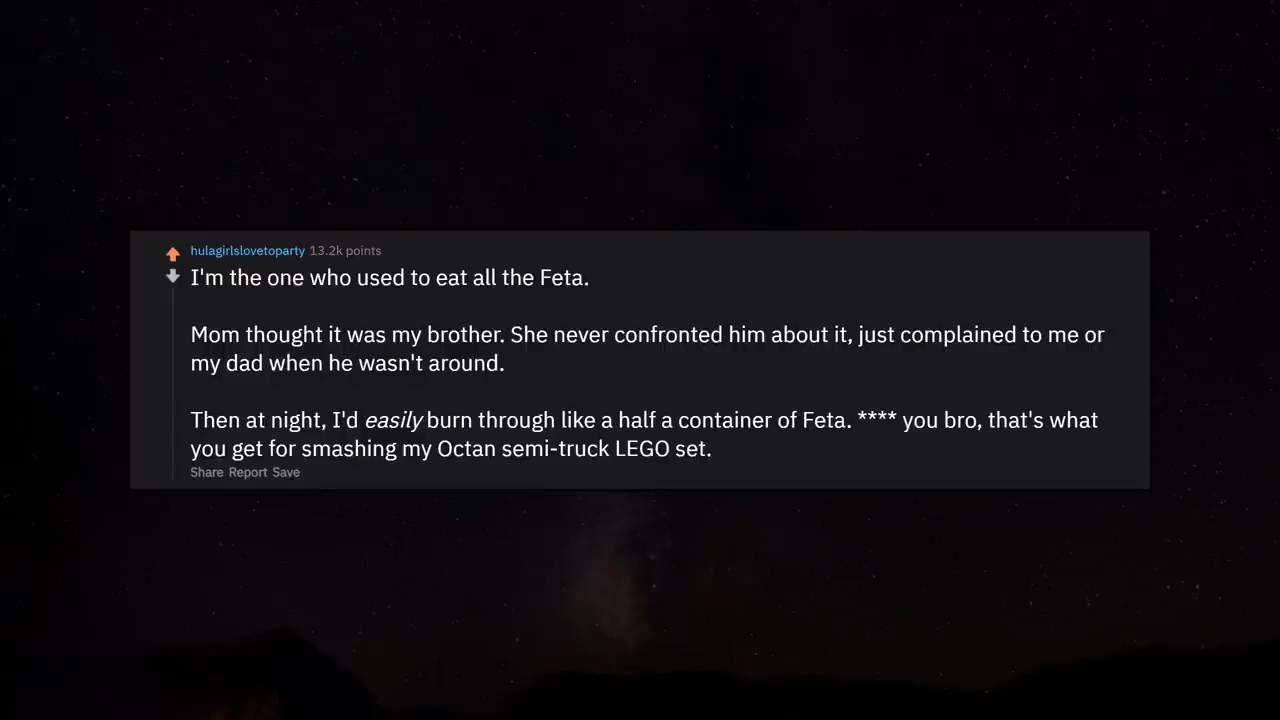 hulagirlslovetoparty 13.2k points
I'm the one who used to eat all the Feta.
Mom thought it was my brother. She never confronted him about it, just complained to me or
my dad when he wasn't around.
Then at night, I'd easily burn through like a half a container of Feta. **** you bro, that's what
you get for smashing my Octan semi-truck LEGO set.
Share Report Save